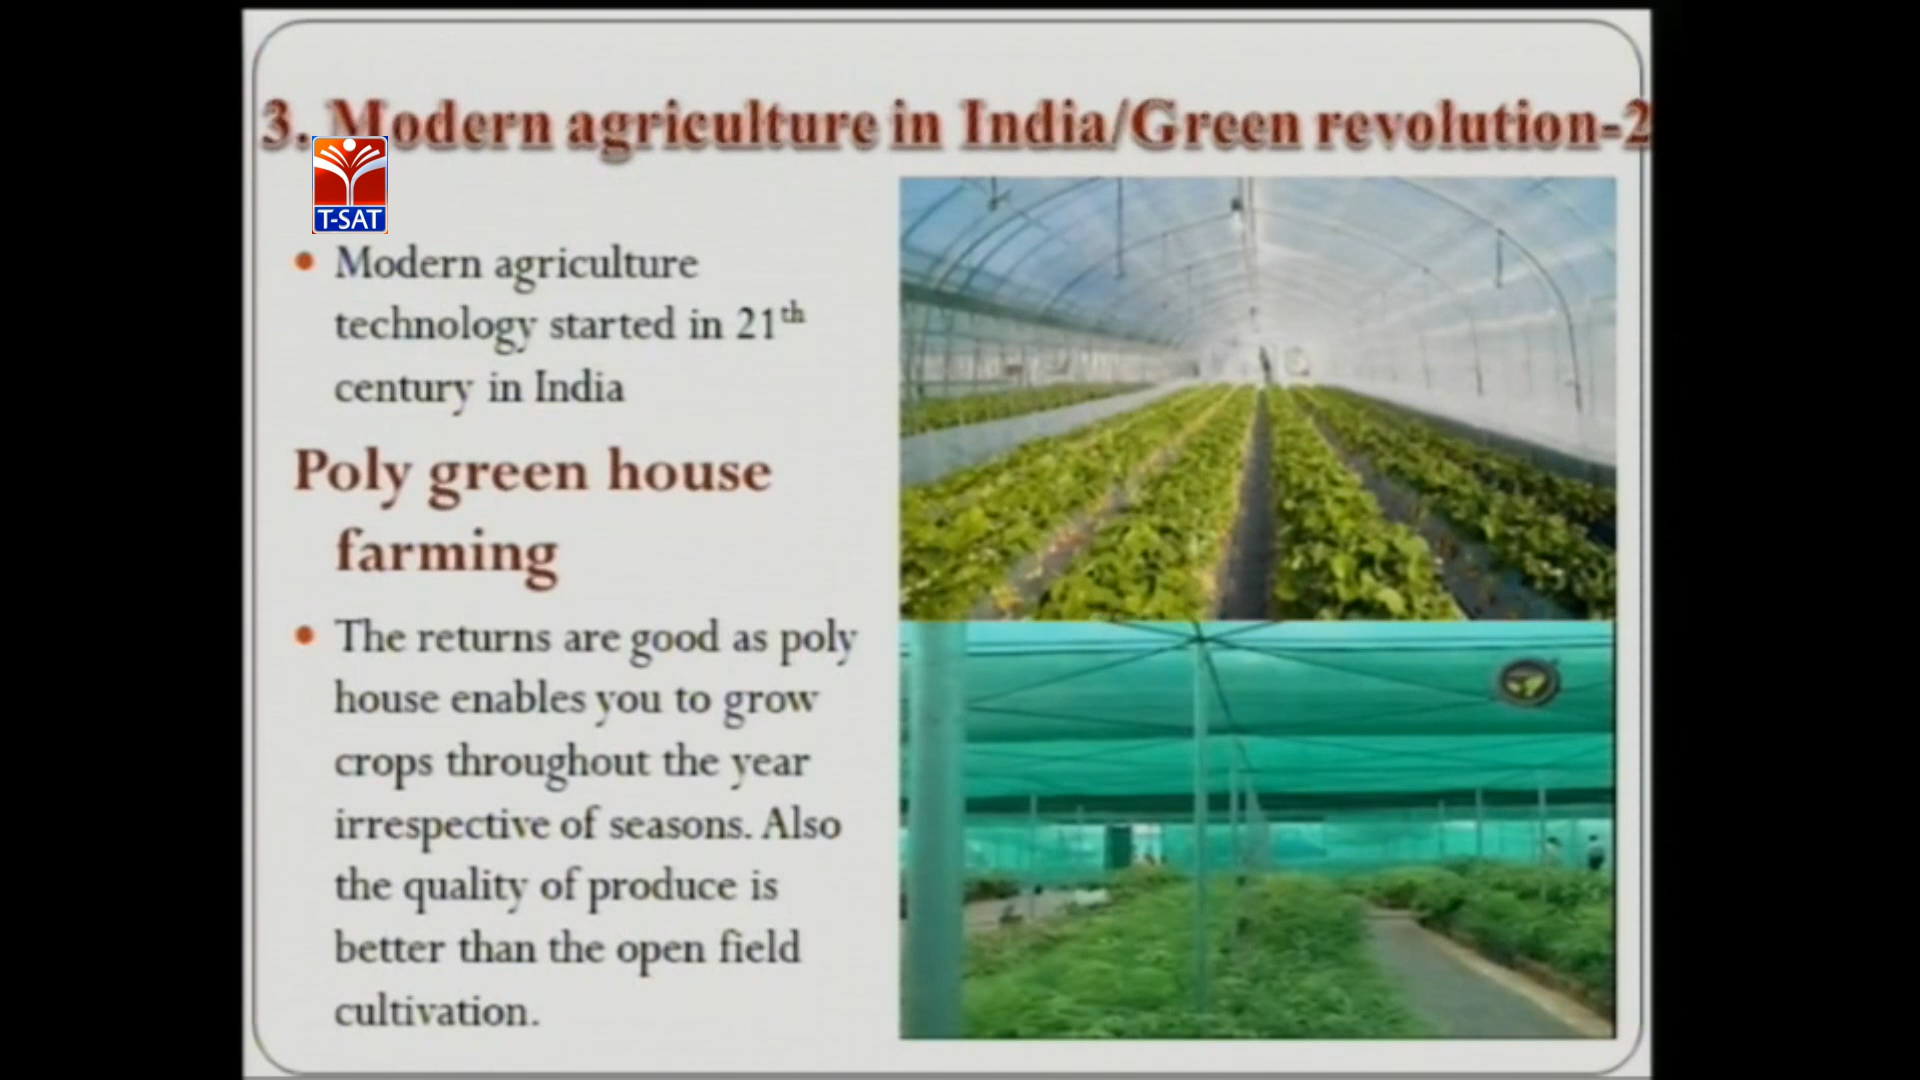 3. Modern agriculture in India/Green revolution-2
T-SAT
• Modern agriculture
technology started in 21th
century in India
Poly green house
farming
• The returns are good as poly
house enables you to grow
crops throughout the year
irrespective of seasons. Also
the quality of produce is
better than the open field
cultivation.